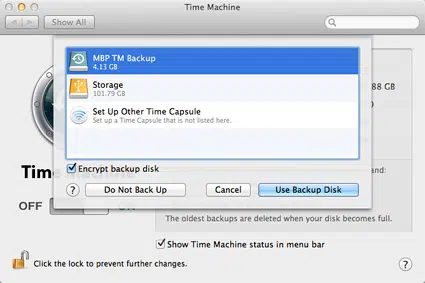 Time Machine
Show All
MBP TM Backup
4.13 GB
Storage
101.79 GB
Set Up Other Time Capsule
Set up a Time Capsule that is not listed here.
88 GB
Encrypt backup disk
and:
? Do Not Back Up Cancel Use Backup Disk
OFF
The oldest backups are deleted when your disk becomes full.
Show Time Machine status in menu bar
Click the lock to prevent further changes. ?